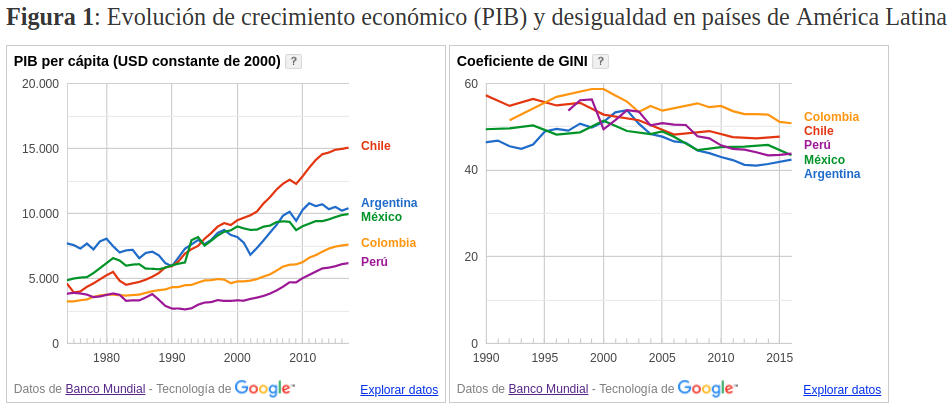 Figura 1: Evolución de crecimiento económico (PIB) y desigualdad en países de América Latina
PIB per cápita (USD constante de 2000) ?
20.000
15.000
10.000
5.000
0
1980
1990
2000
2010
Chile
Argentina
México
Colombia
Perú
Datos de Banco Mundial - Tecnología de Google™
Explorar datos
Coeficiente de GINI ?
60
40
20
0
1990
1995
2000
2005
2010
2015
Colombia
Chile
Perú
México
Argentina
Datos de Banco Mundial - Tecnología de Google™
Explorar datos